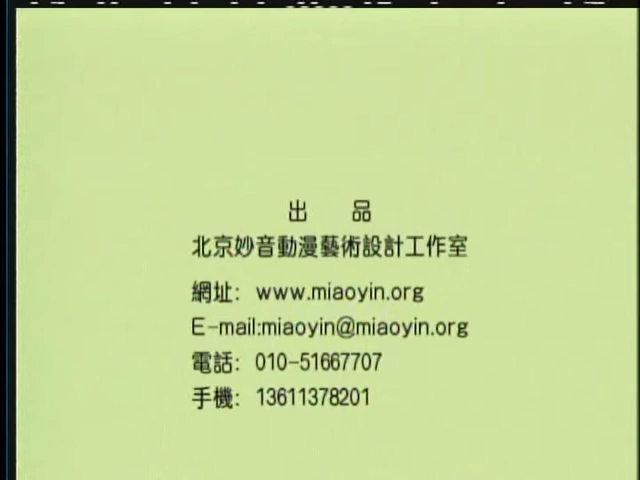 出　　品
北京妙音動漫藝術設計工作室
網址: www.miaoyin.org
E-mail:miaoyin@miaoyin.org
電話: 010-51667707
手機: 13611378201